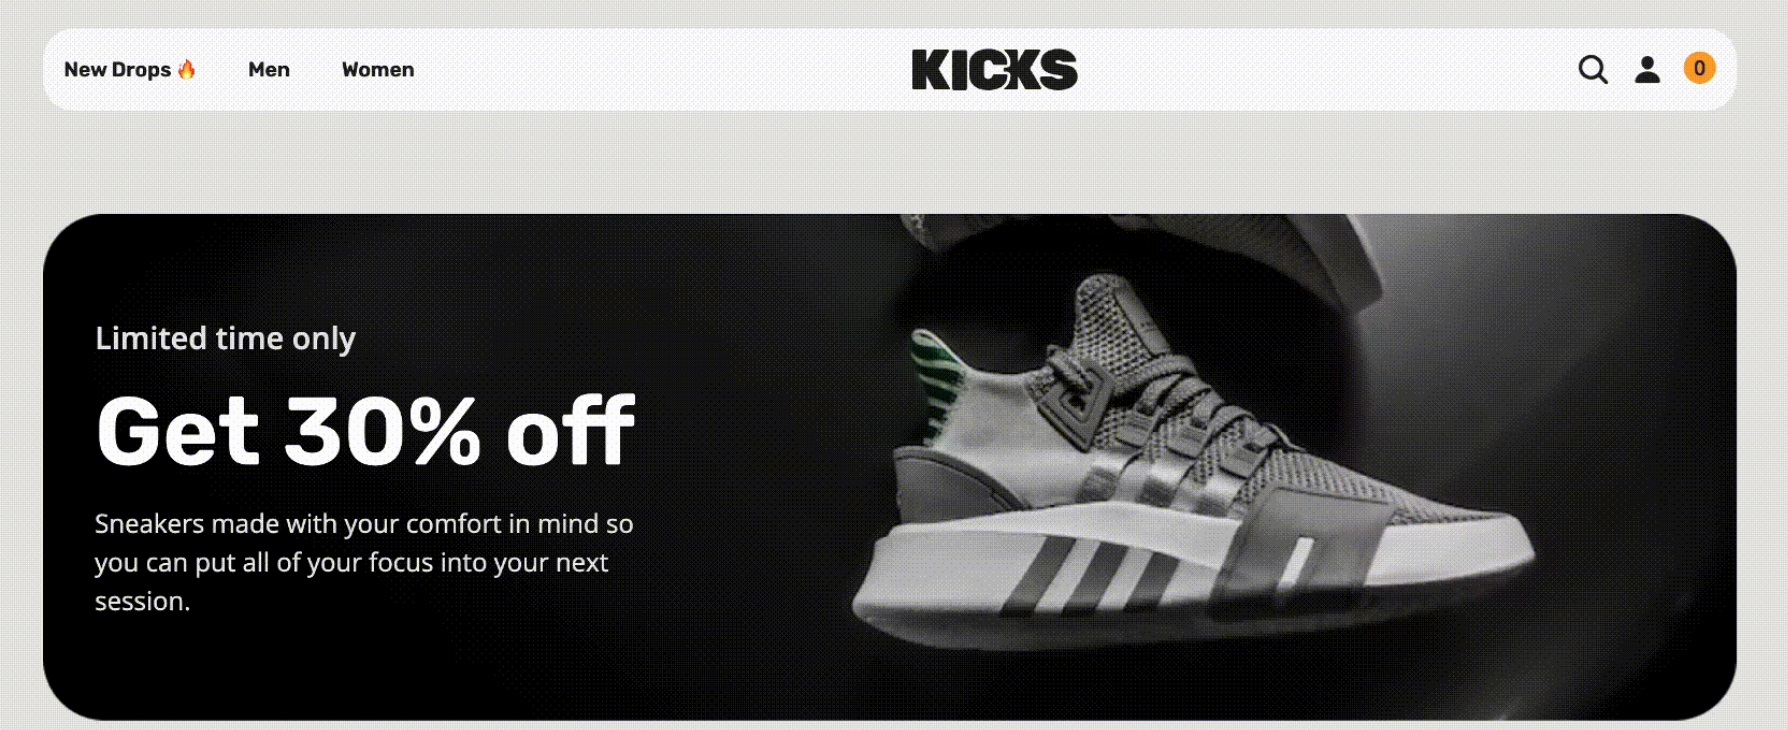 New Drops 🔥 Men Women KICKS 0
Limited time only
Get 30% off
Sneakers made with your comfort in mind so
you can put all of your focus into your next
session.